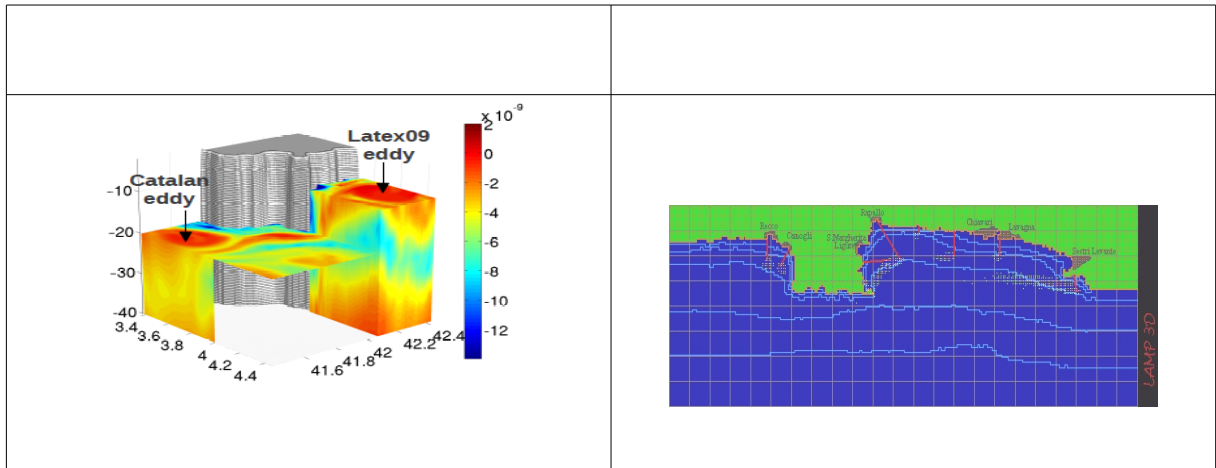 x 10^-9
Latex09
eddy
Catalan
eddy
2
0
-2
-4
-6
-8
-10
-12
-10
-20
-30
-40
3.4
3.6
3.8
4
4.2
4.4
41.6
41.8
42
42.2
42.4
Recco
Camogli
S.Margherita
Ligure
Rapallo
Chiavari
Lavagna
Sestri Levante
LAMP 3D